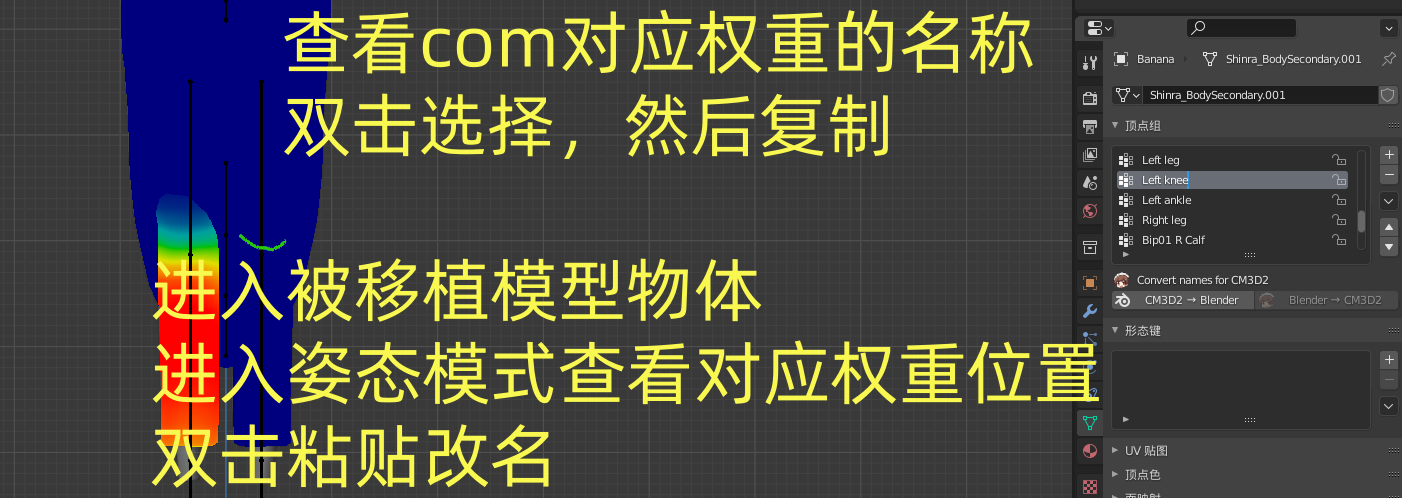 查看com对应权重的名称
双击选择，然后复制
进入被移植模型物体
进入姿态模式查看对应权重位置
双击粘贴改名
Banana
Shinra_BodySecondary.001
Shinra_BodySecondary.001
顶点组
Left leg
Left knee
Left ankle
Right leg
Bip01 R Calf
Convert names for CM3D2
CM3D2 → Blender
Blender → CM3D2
形态键
UV 贴图
顶点色